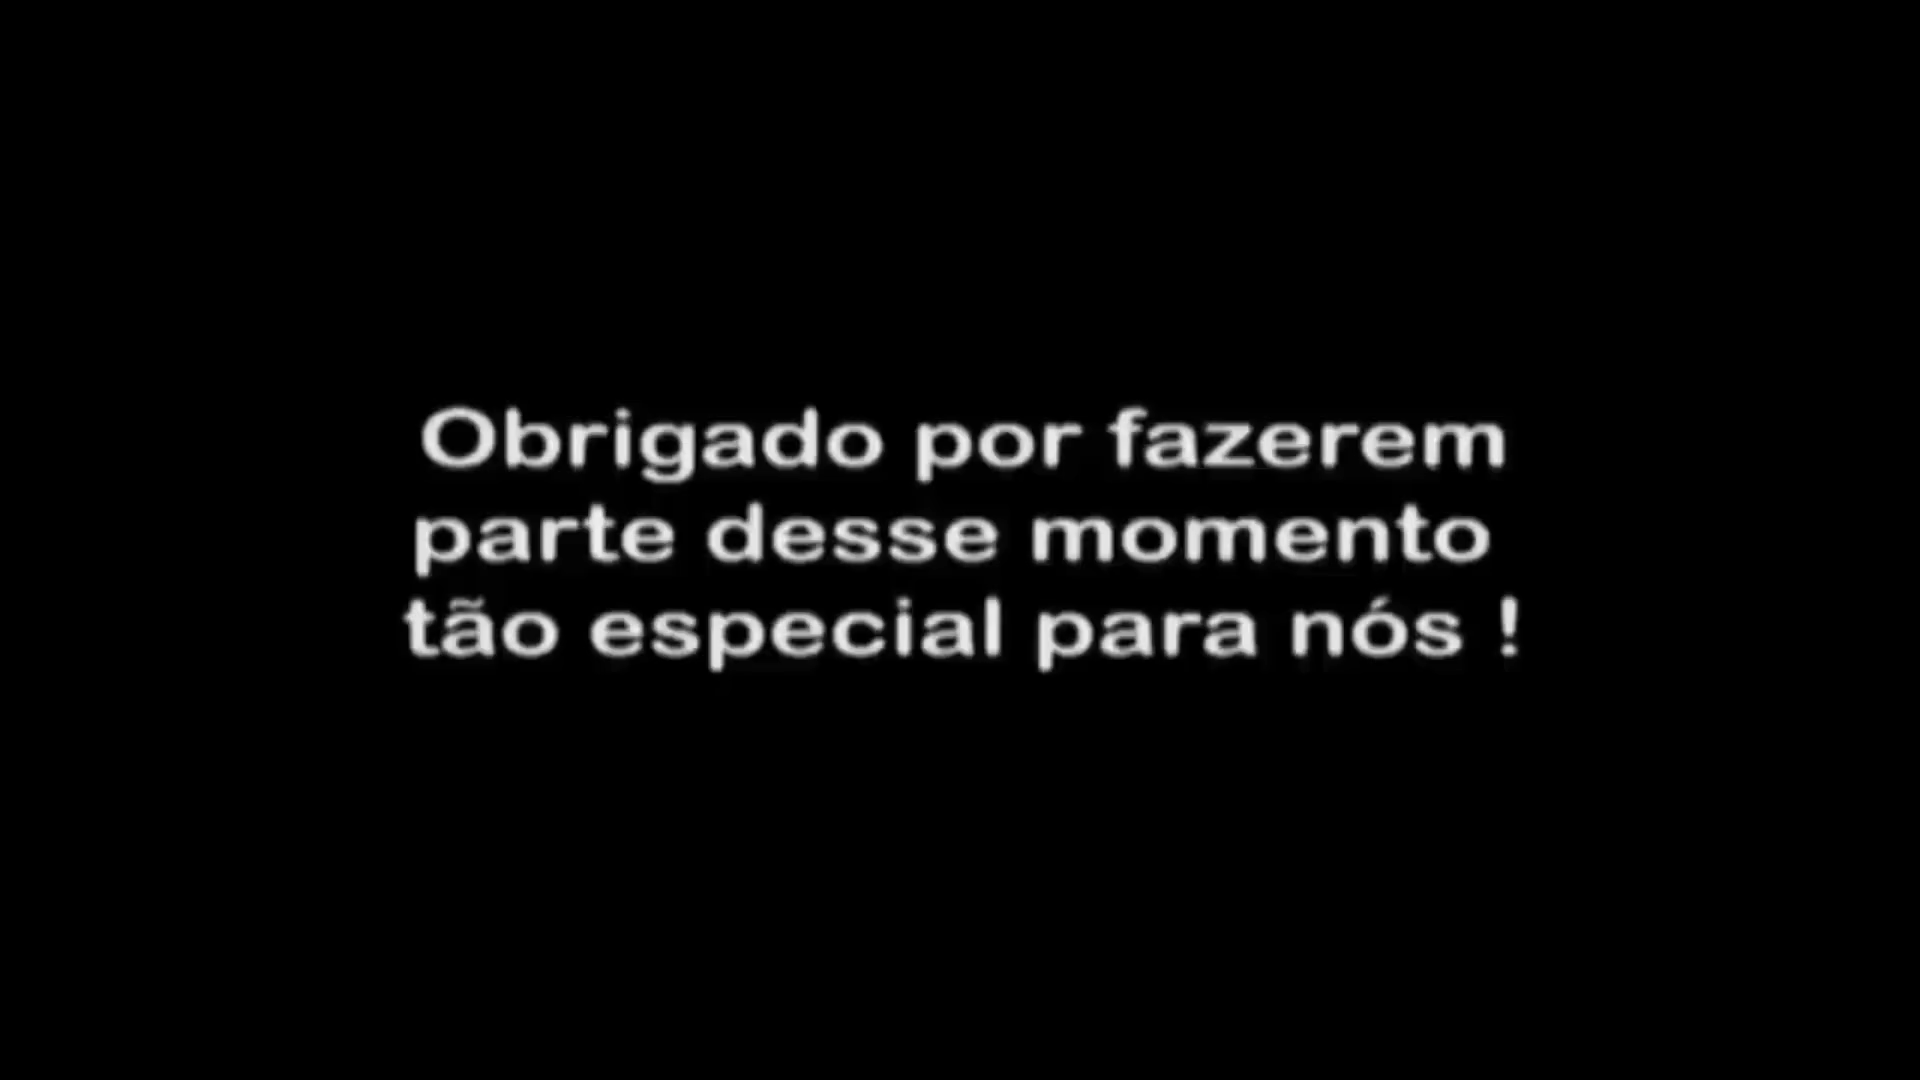 Obrigado por fazerem
parte desse momento
tão especial para nós !